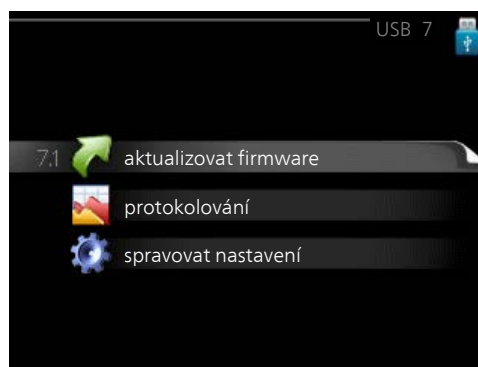 USB 7
7.1 aktualizovat firmware
protokolování
spravovat nastavení